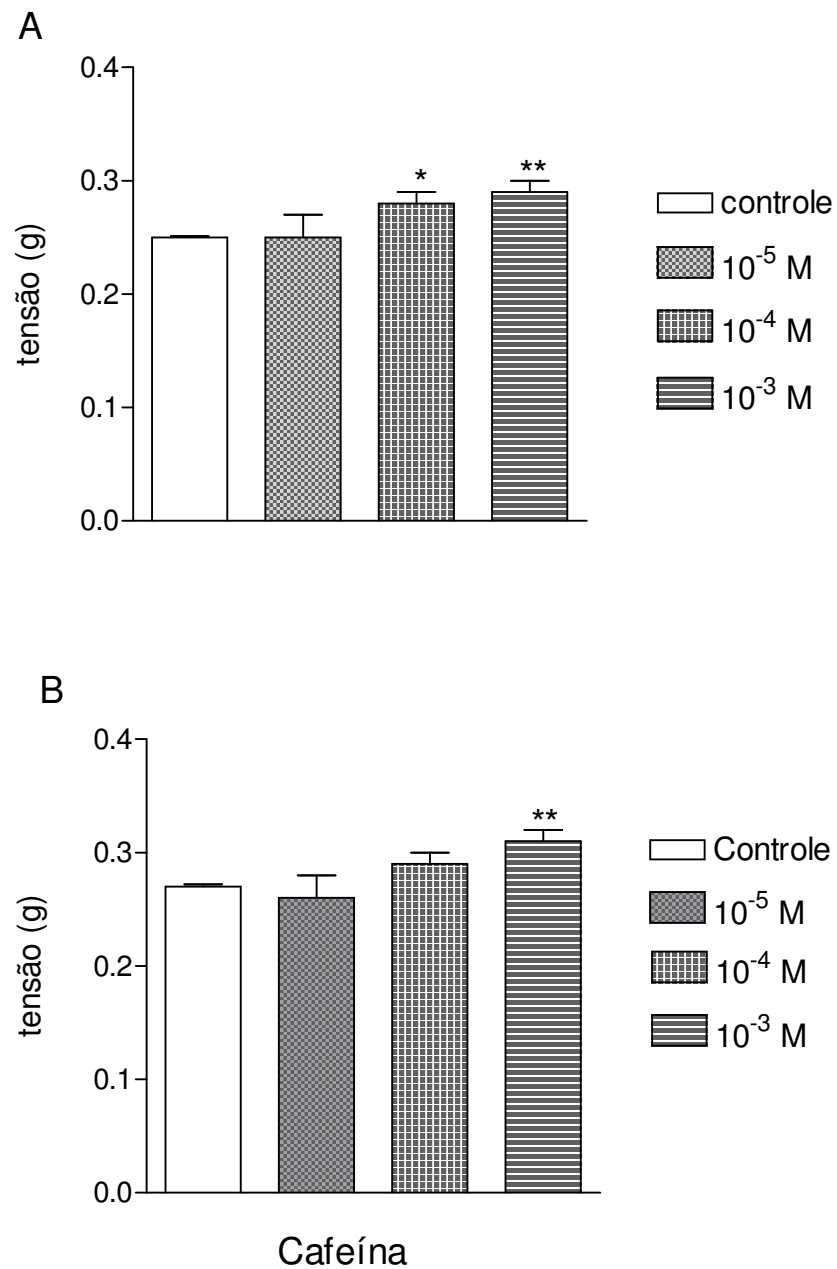 A
0.4
0.3
0.2
0.1
0.0
tensão (g)
*
**
controle
10⁻⁵ M
10⁻⁴ M
10⁻³ M
B
0.4
0.3
0.2
0.1
0.0
tensão (g)
**
Controle
10⁻⁵ M
10⁻⁴ M
10⁻³ M
Cafeína